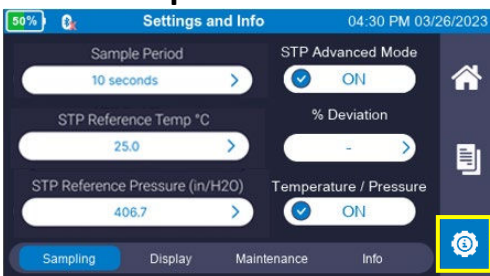 50% Settings and Info 04:30 PM 03/26/2023
Sample Period STP Advanced Mode
10 seconds ON
STP Reference Temp °C % Deviation
25.0 -
STP Reference Pressure (in/H2O) Temperature / Pressure
406.7 ON
Sampling Display Maintenance Info